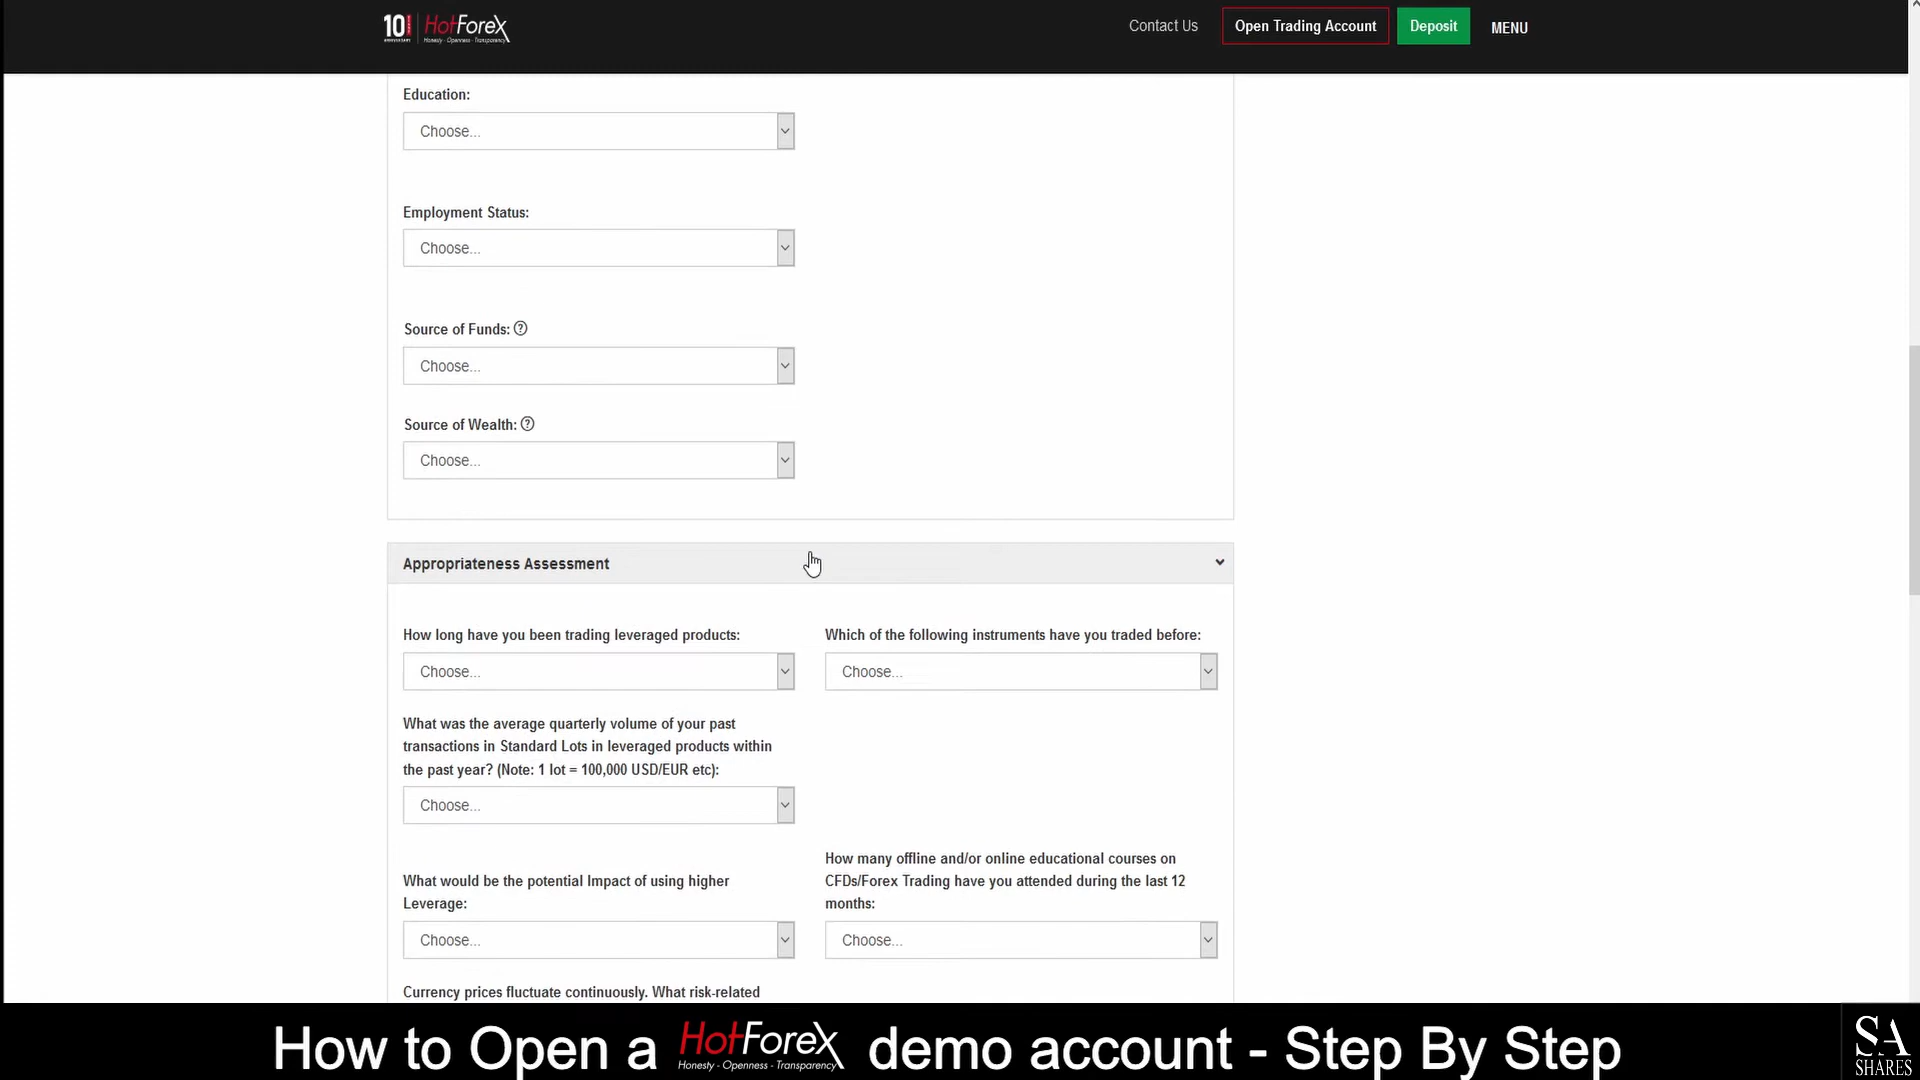 10 HotForex
ANNIVERSARY Honesty - Openness - Transparency
Contact Us
Open Trading Account
Deposit
MENU
Education:
Choose...
Employment Status:
Choose...
Source of Funds: ?
Choose...
Source of Wealth: ?
Choose...
Appropriateness Assessment
How long have you been trading leveraged products:
Choose...
Which of the following instruments have you traded before:
Choose...
What was the average quarterly volume of your past
transactions in Standard Lots in leveraged products within
the past year? (Note: 1 lot = 100,000 USD/EUR etc):
Choose...
What would be the potential Impact of using higher
Leverage:
Choose...
How many offline and/or online educational courses on
CFDs/Forex Trading have you attended during the last 12
months:
Choose...
Currency prices fluctuate continuously. What risk-related
How to Open a HotForex demo account - Step By Step
Honesty - Openness - Transparency
SA
SHARES